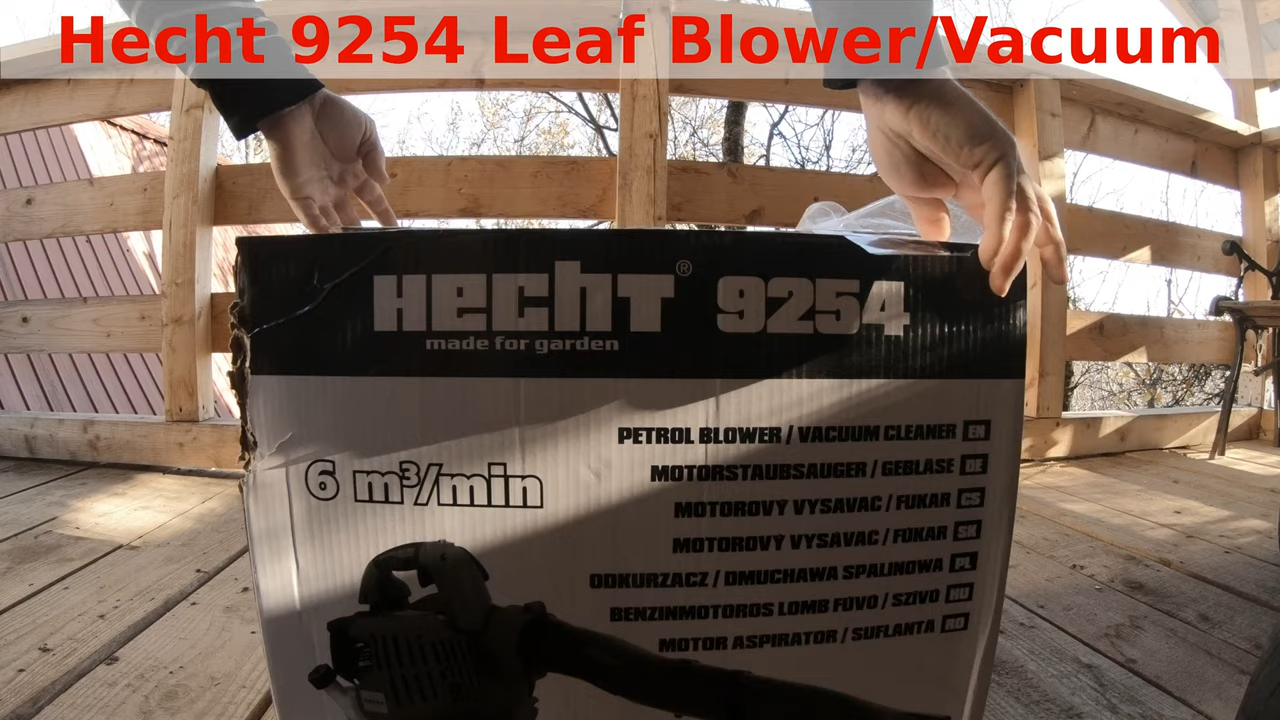 Hecht 9254 Leaf Blower/Vacuum
HECHT® 9254
made for garden
PETROL BLOWER / VACUUM CLEANER EN
6 m³/min
MOTORSTAUBSAUGER / GEBLÄSE DE
MOTOROVÝ VYSAVAČ / FUKAR CS
MOTOROVÝ VYSÁVAČ / FÚKAR SK
ODKURZACZ / DMUCHAWA SPALINOWA PL
BENZINMOTOROS LOMB FÚVÓ / SZÍVÓ HU
MOTOR ASPIRATOR / SUFLANTA RO